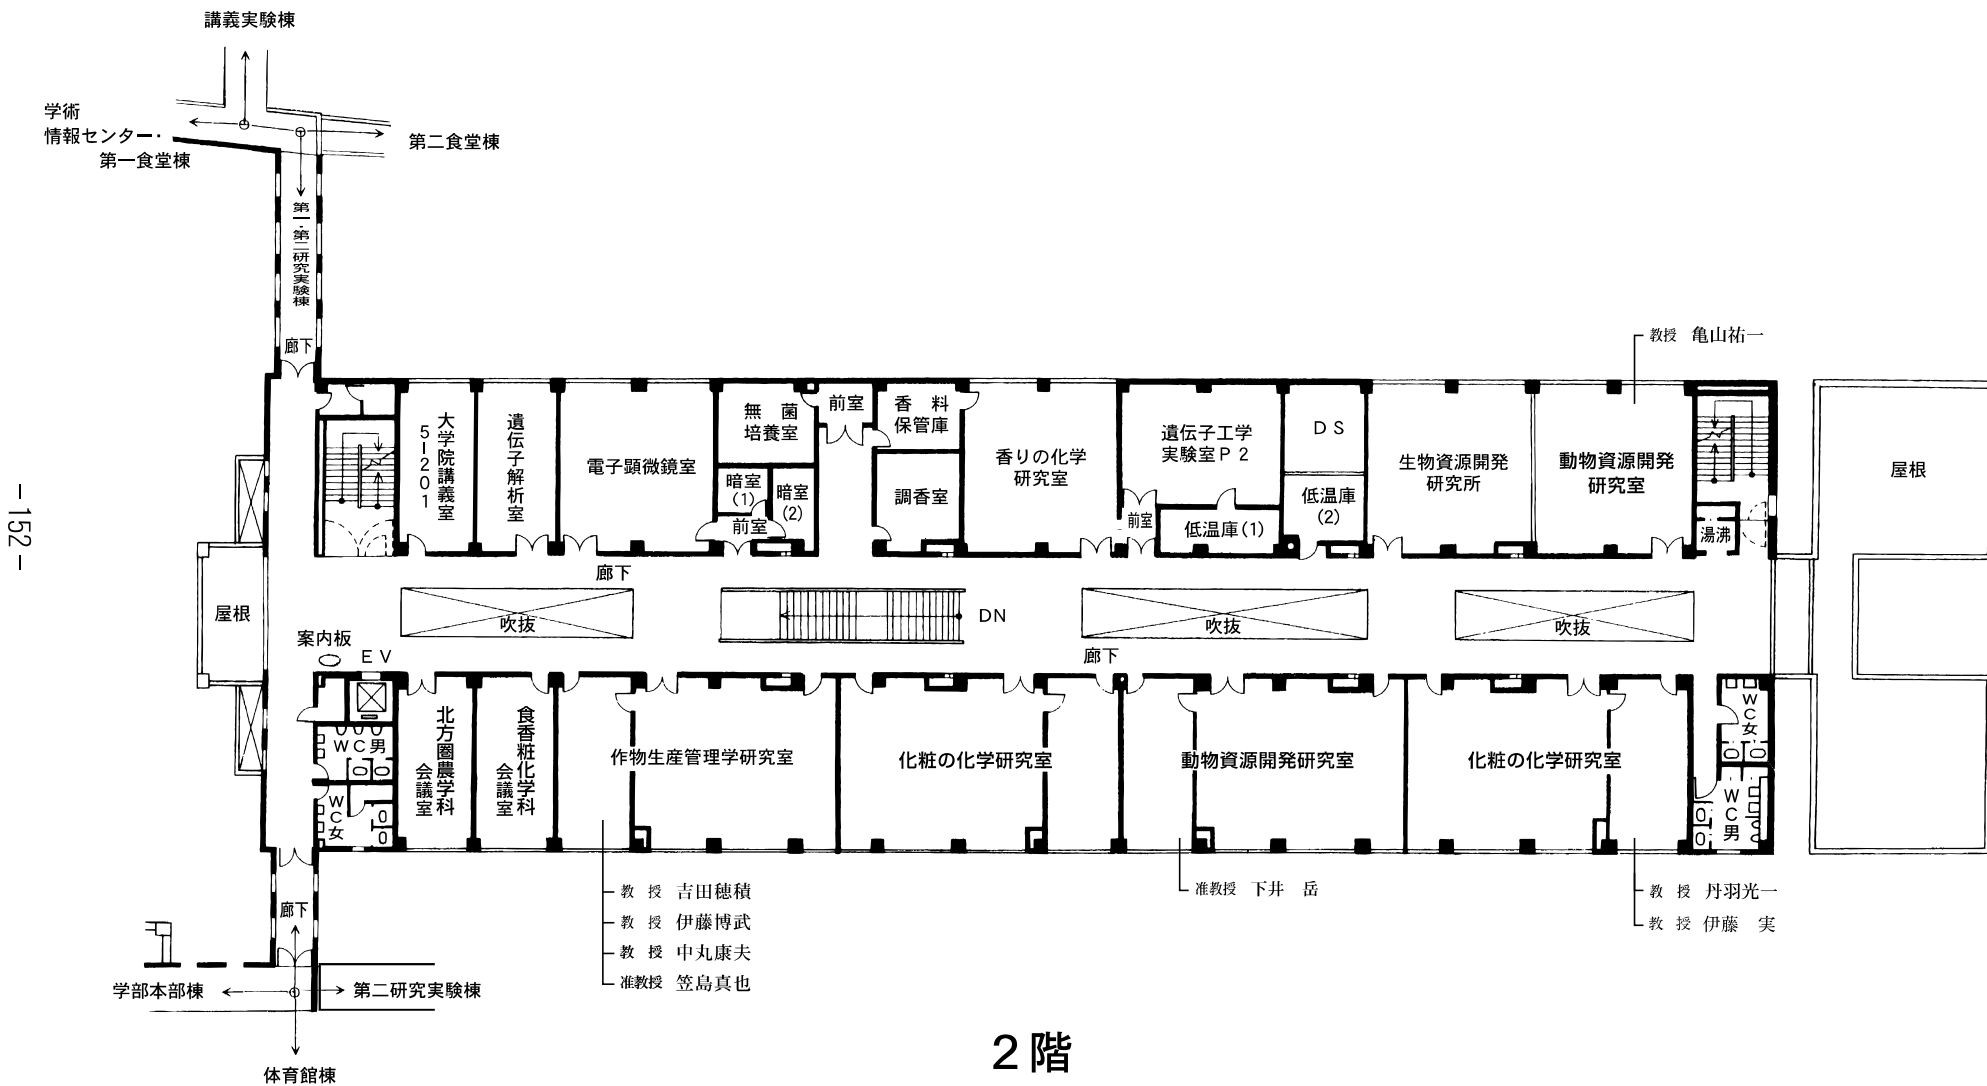 講義実験棟
学術
情報センター・
第一食堂棟
第二食堂棟
第一・第二研究実験棟
廊下
教授 亀山祐一
大学院講義室
5-201
遺伝子解析室
電子顕微鏡室
無 菌
培養室
暗室
(1)
暗室
(2)
前室
前室
香 料
保管庫
調香室
香りの化学
研究室
遺伝子工学
実験室P2
前室
低温庫(1)
DS
低温庫
(2)
生物資源開発
研究所
動物資源開発
研究室
湯沸
屋根
-152-
廊下
吹抜
DN
吹抜
吹抜
屋根
案内板
EV
廊下
WC男
WC女
北方圏農学科
会議室
食香粧化学科
会議室
作物生産管理学研究室
化粧の化学研究室
動物資源開発研究室
化粧の化学研究室
WC女
WC男
教 授 吉田穂積
教 授 伊藤博武
教 授 中丸康夫
准教授 笠島真也
准教授 下井 岳
教 授 丹羽光一
教 授 伊藤 実
廊下
学部本部棟
第二研究実験棟
体育館棟
2階